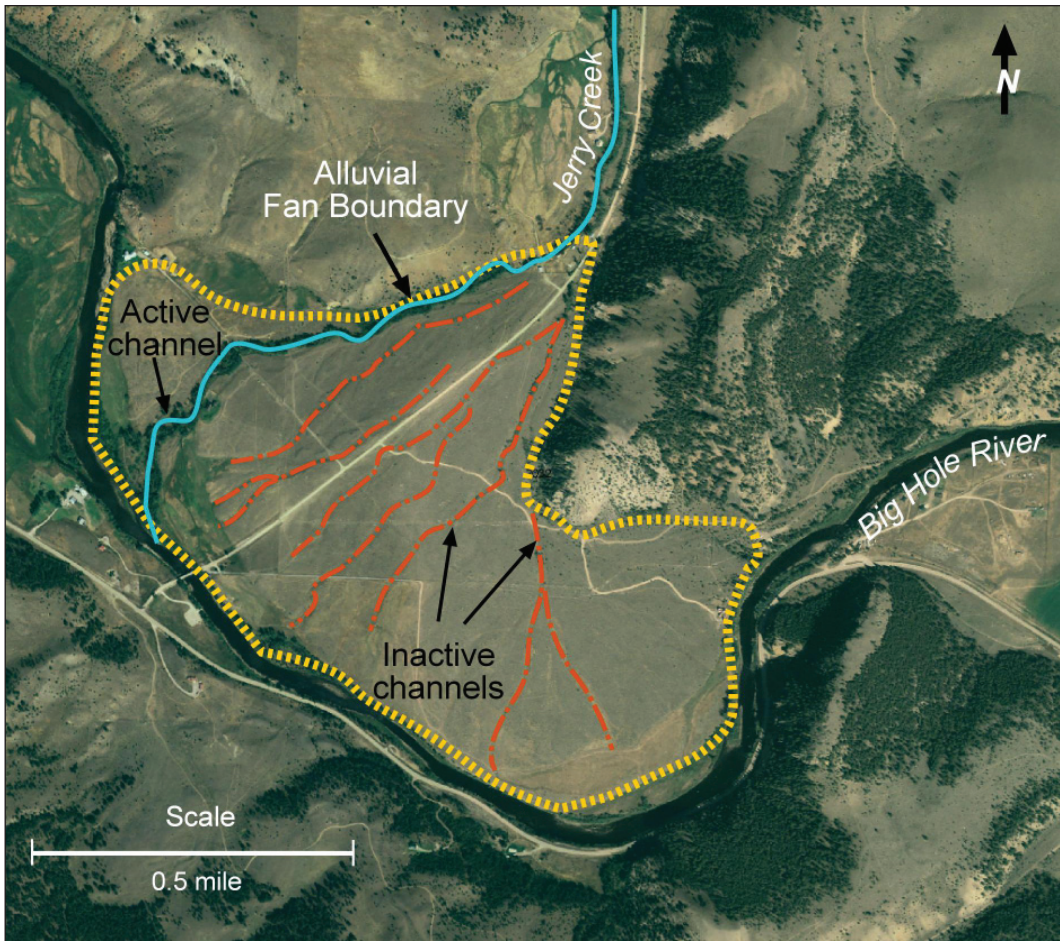 N
Jerry Creek
Alluvial
Fan Boundary
Active
channel
Big Hole River
Inactive
channels
Scale
0.5 mile